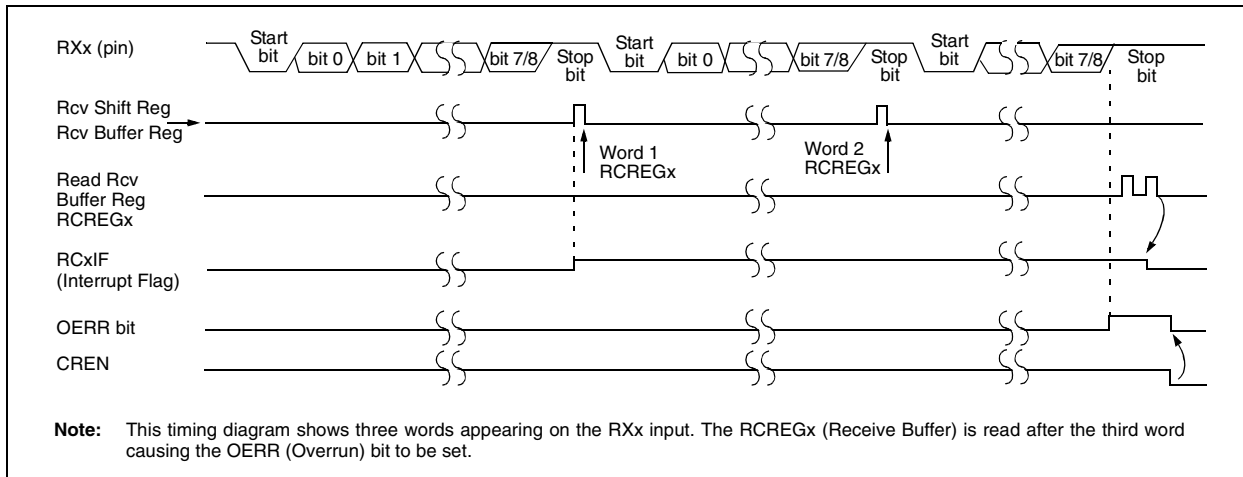 RXx (pin)
Start
bit
bit 0
bit 1
bit 7/8
Stop
bit
Start
bit
bit 0
bit 7/8
Stop
bit
Start
bit
bit 7/8
Stop
bit
Rcv Shift Reg
Rcv Buffer Reg
Word 1
RCREGx
Word 2
RCREGx
Read Rcv
Buffer Reg
RCREGx
RCxIF
(Interrupt Flag)
OERR bit
CREN
Note: This timing diagram shows three words appearing on the RXx input. The RCREGx (Receive Buffer) is read after the third word
causing the OERR (Overrun) bit to be set.